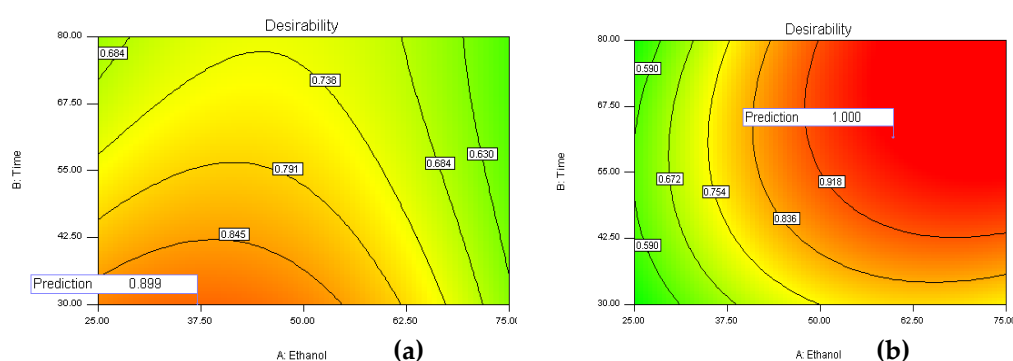 Desirability
80.00
67.50
55.00
42.50
30.00
B: Time
0.684
0.738
0.791
0.845
0.684
0.630
Prediction 0.899
25.00 37.50 50.00 62.50 75.00
A: Ethanol
(a)
Desirability
80.00
67.50
55.00
42.50
30.00
B: Time
0.590
Prediction 1.000
0.672
0.754
0.918
0.836
0.590
25.00 37.50 50.00 62.50 75.00
A: Ethanol
(b)